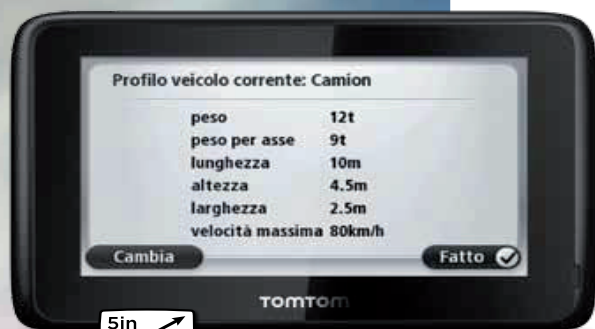 Profilo veicolo corrente: Camion
peso 12t
peso per asse 9t
lunghezza 10m
altezza 4.5m
larghezza 2.5m
velocità massima 80km/h
Cambia Fatto
TOMTOM
5in